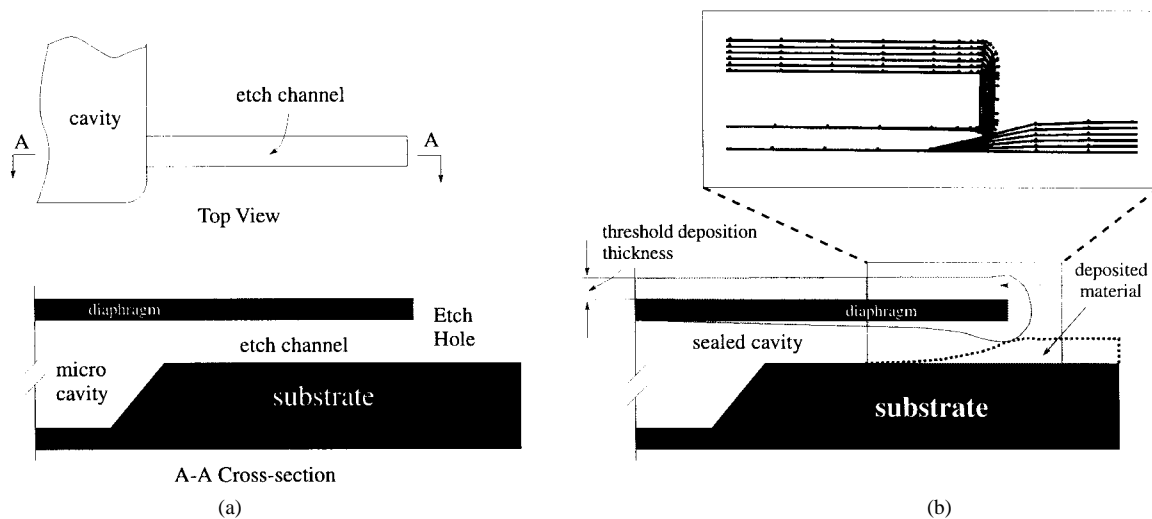 cavity
etch channel
A
A
Top View
diaphragm
Etch
Hole
etch channel
micro
cavity
substrate
A-A Cross-section
(a)
threshold deposition
thickness
deposited
material
diaphragm
sealed cavity
substrate
(b)